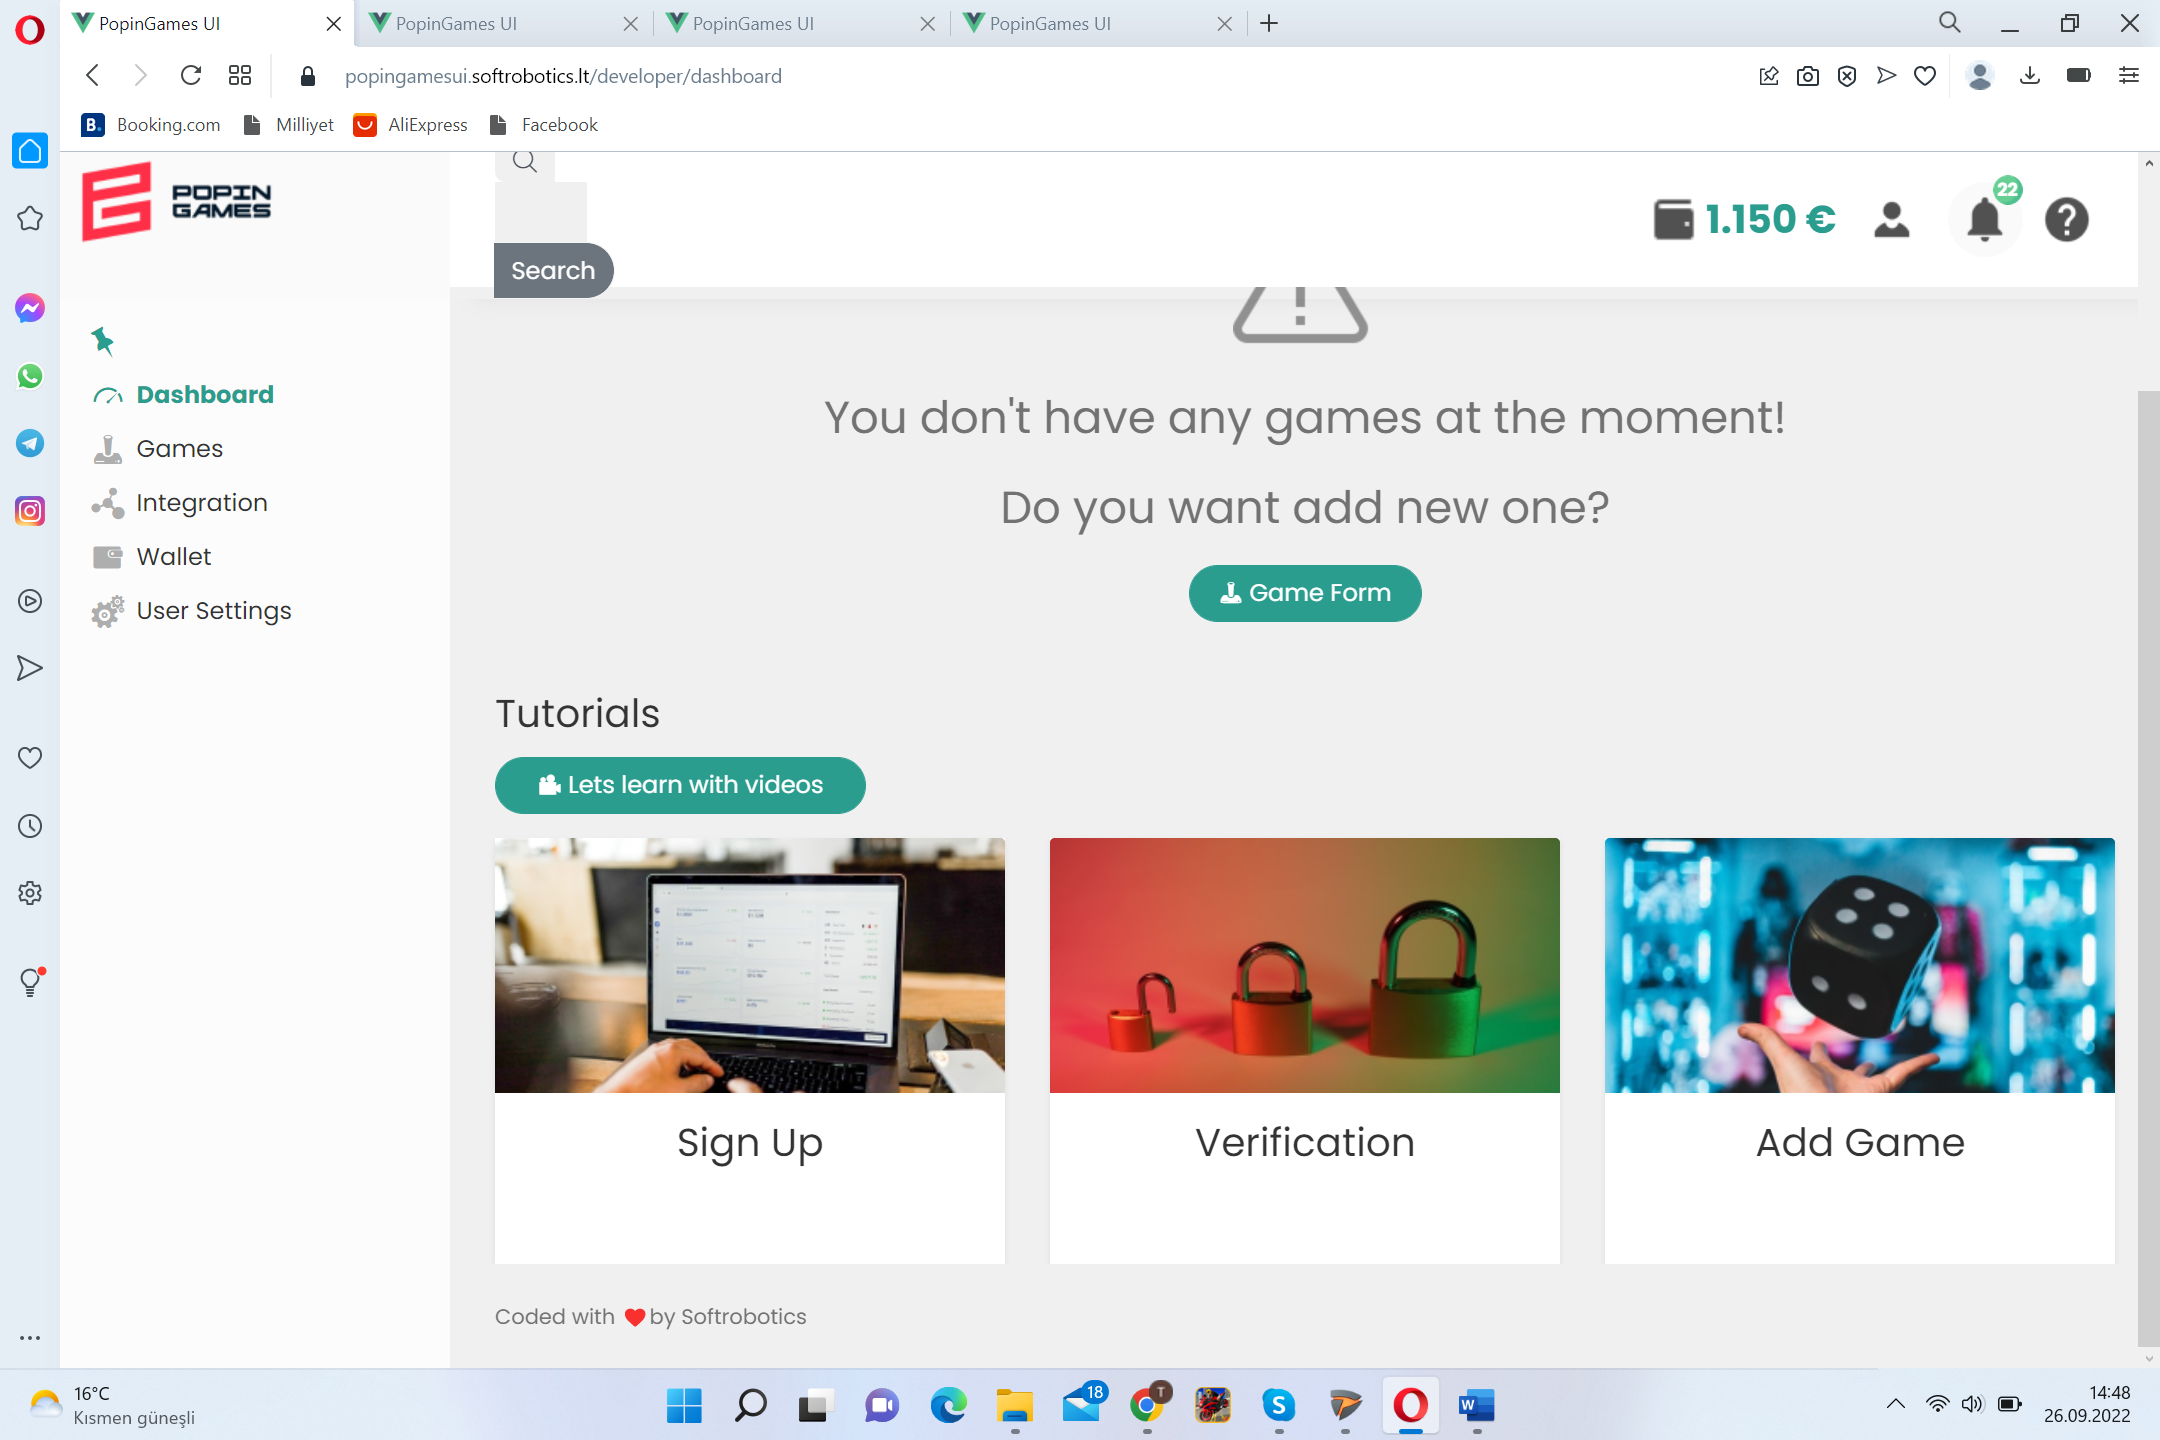 PopinGames UI
PopinGames UI
PopinGames UI
PopinGames UI
popingamesui.softrobotics.lt/developer/dashboard
B. Booking.com
Milliyet
AliExpress
Facebook
POPIN
GAMES
Search
1.150 €
22
Dashboard
Games
Integration
Wallet
User Settings
You don't have any games at the moment!
Do you want add new one?
Game Form
Tutorials
Lets learn with videos
Sign Up
Verification
Add Game
Coded with
by Softrobotics
16°C
Kısmen güneşli
18
T
S
W
14:48
26.09.2022